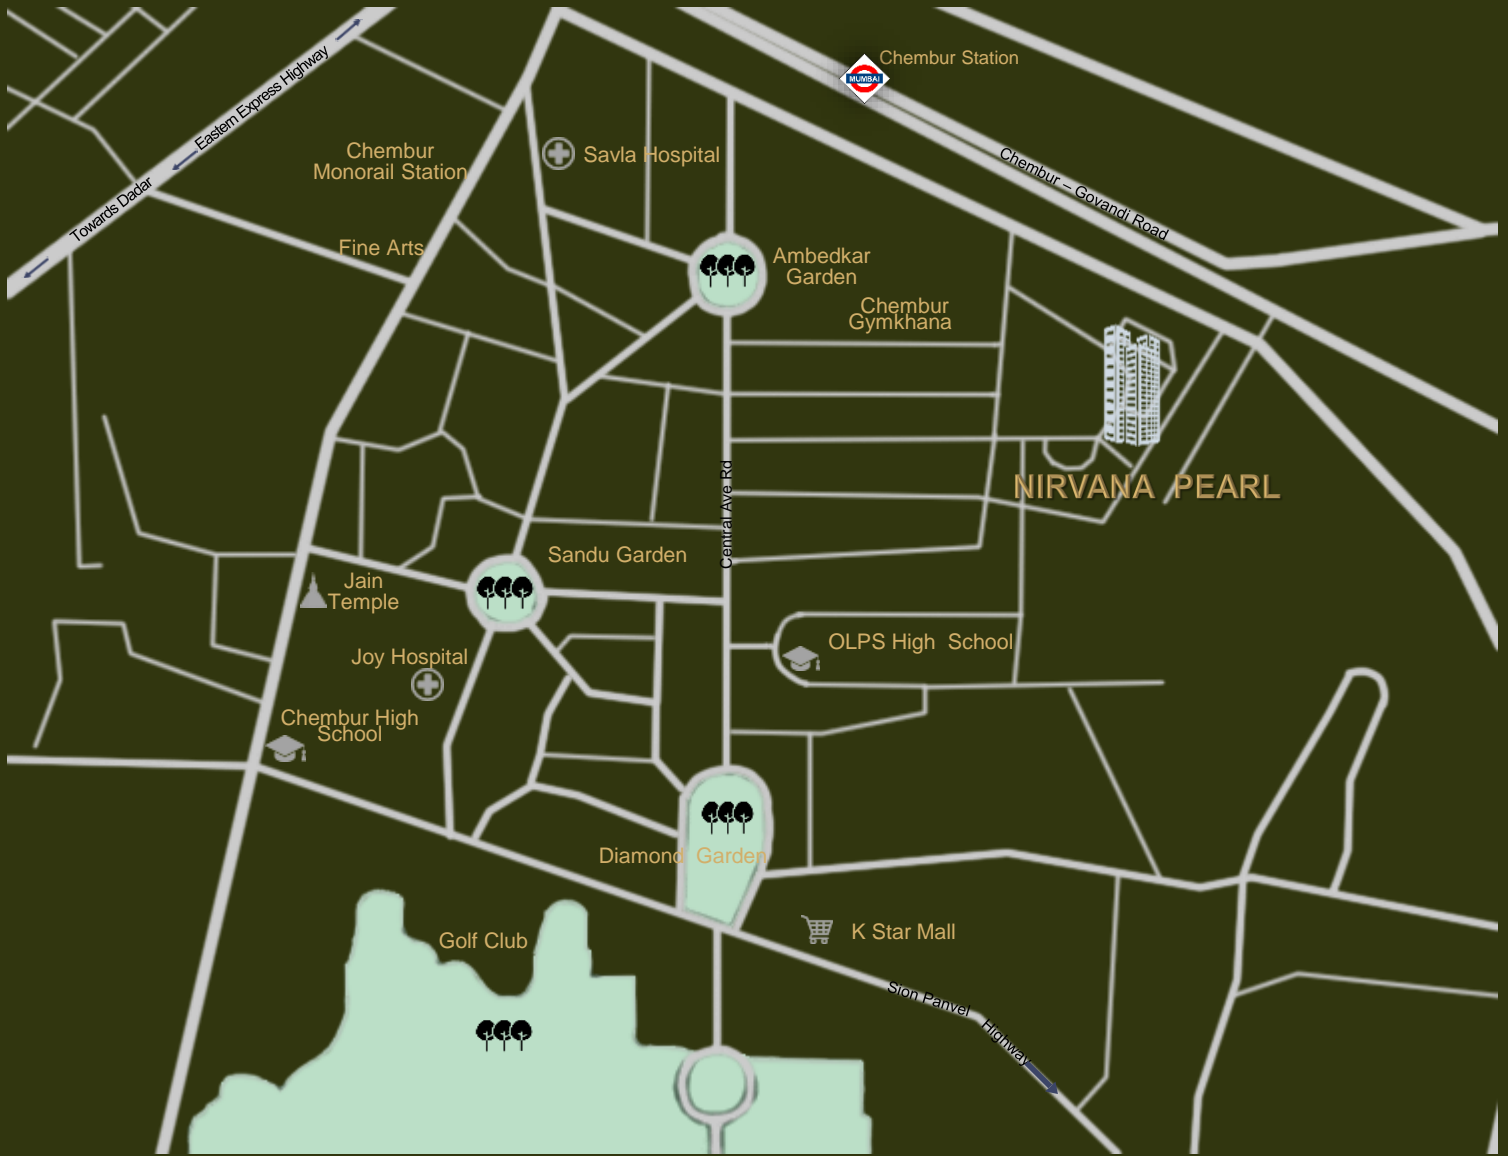 Chembur Station
MUMBAI
Eastern Express Highway
Towards Dadar
Chembur
Monorail Station
Savla Hospital
Chembur – Govandi Road
Fine Arts
Ambedkar
Garden
Chembur
Gymkhana
NIRVANA PEARL
Central Ave Rd
Sandu Garden
Jain
Temple
OLPS High School
Joy Hospital
Chembur High
School
Diamond Garden
K Star Mall
Golf Club
Sion Panvel
Highway